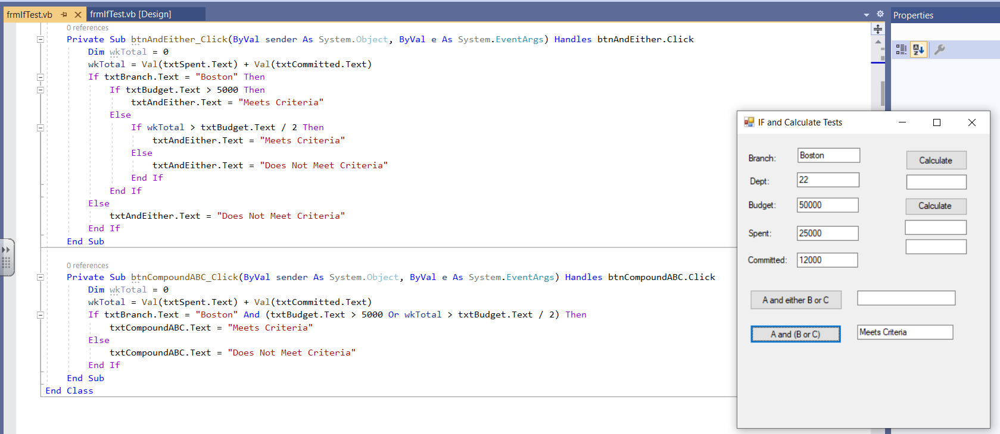 frmIfTest.vb
frmIfTest.vb [Design]
0 references
Private Sub btnAndEither_Click(ByVal sender As System.Object, ByVal e As System.EventArgs) Handles btnAndEither.Click
Dim wkTotal = 0
wkTotal = Val(txtSpent.Text) + Val(txtCommitted.Text)
If txtBranch.Text = "Boston" Then
If txtBudget.Text > 5000 Then
txtAndEither.Text = "Meets Criteria"
Else
If wkTotal > txtBudget.Text / 2 Then
txtAndEither.Text = "Meets Criteria"
Else
txtAndEither.Text = "Does Not Meet Criteria"
End If
End If
Else
txtAndEither.Text = "Does Not Meet Criteria"
End If
End Sub
0 references
Private Sub btnCompoundABC_Click(ByVal sender As System.Object, ByVal e As System.EventArgs) Handles btnCompoundABC.Click
Dim wkTotal = 0
wkTotal = Val(txtSpent.Text) + Val(txtCommitted.Text)
If txtBranch.Text = "Boston" And (txtBudget.Text > 5000 Or wkTotal > txtBudget.Text / 2) Then
txtCompoundABC.Text = "Meets Criteria"
Else
txtCompoundABC.Text = "Does Not Meet Criteria"
End If
End Sub
End Class
Properties
IF and Calculate Tests
Branch: Boston
Calculate
Dept: 22
Budget: 50000
Calculate
Spent: 25000
Committed: 12000
A and either B or C
A and (B or C)
Meets Criteria